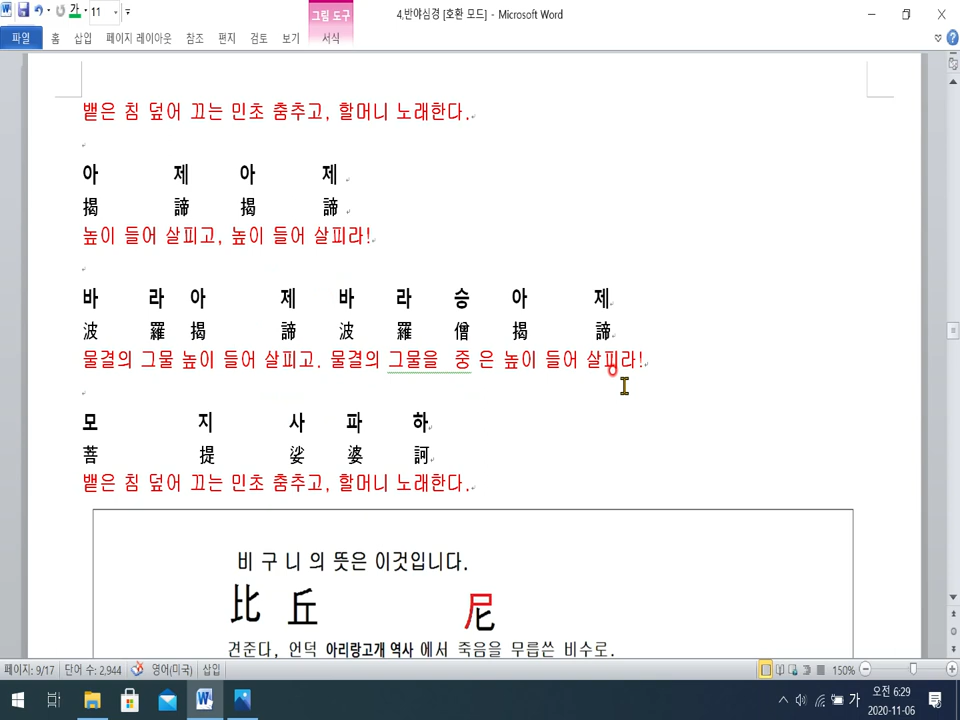 가 11 4.반야심경 [호환 모드] - Microsoft Word 그림 도구
파일 홈 삽입 페이지 레이아웃 참조 편지 검토 보기 서식
뱉은 침 덮어 끄는 민초 춤추고, 할머니 노래한다.
아 제 아 제
揭 諦 揭 諦
높이 들어 살피고, 높이 들어 살피라!
바 라 아 제 바 라 승 아 제
波 羅 揭 諦 波 羅 僧 揭 諦
물결의 그물 높이 들어 살피고. 물결의 그물을 중 은 높이 들어 살피라!
모 지 사 파 하
菩 提 娑 婆 訶
뱉은 침 덮어 끄는 민초 춤추고, 할머니 노래한다.
비 구 니 의 뜻은 이것입니다.
比 丘 尼
견준다, 언덕 아리랑고개 역사 에서 죽음을 무릅쓴 비수로.
페이지: 9/17 단어 수: 2,944 영어(미국) 삽입 150%
가 오전 6:29
2020-11-06